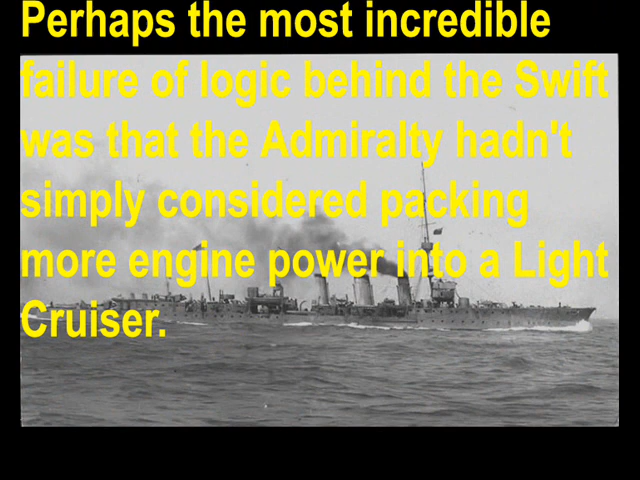 Perhaps the most incredible
failure of logic behind the Swift
was that the Admiralty hadn't
simply considered packing
more engine power into a Light
Cruiser.